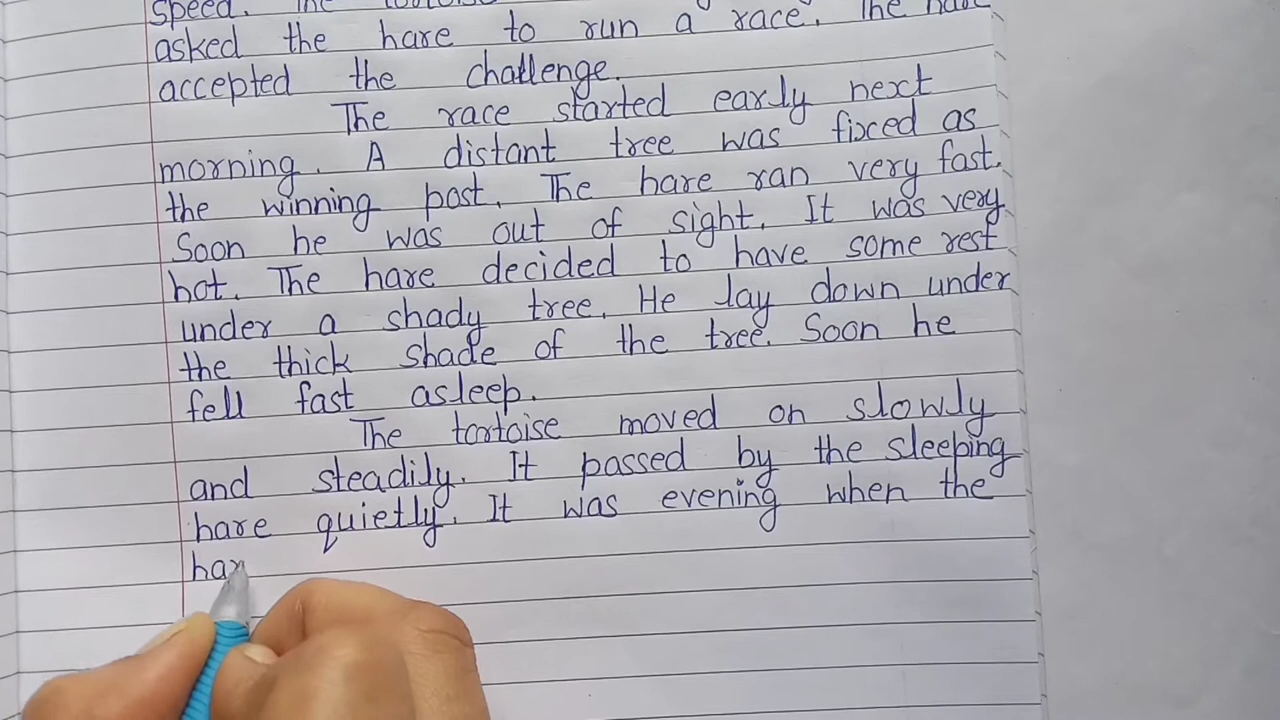 speed. The tortoise
asked the hare to run a race. The hare
accepted the challenge.
The race started early next
morning. A distant tree was fixed as
the winning post. The hare ran very fast.
Soon he was out of sight. It was very
hot. The hare decided to have some rest
under a shady tree. He lay down under
the thick shade of the tree. Soon he
fell fast asleep.
The tortoise moved on slowly
and steadily. It passed by the sleeping
hare quietly. It was evening when the
har